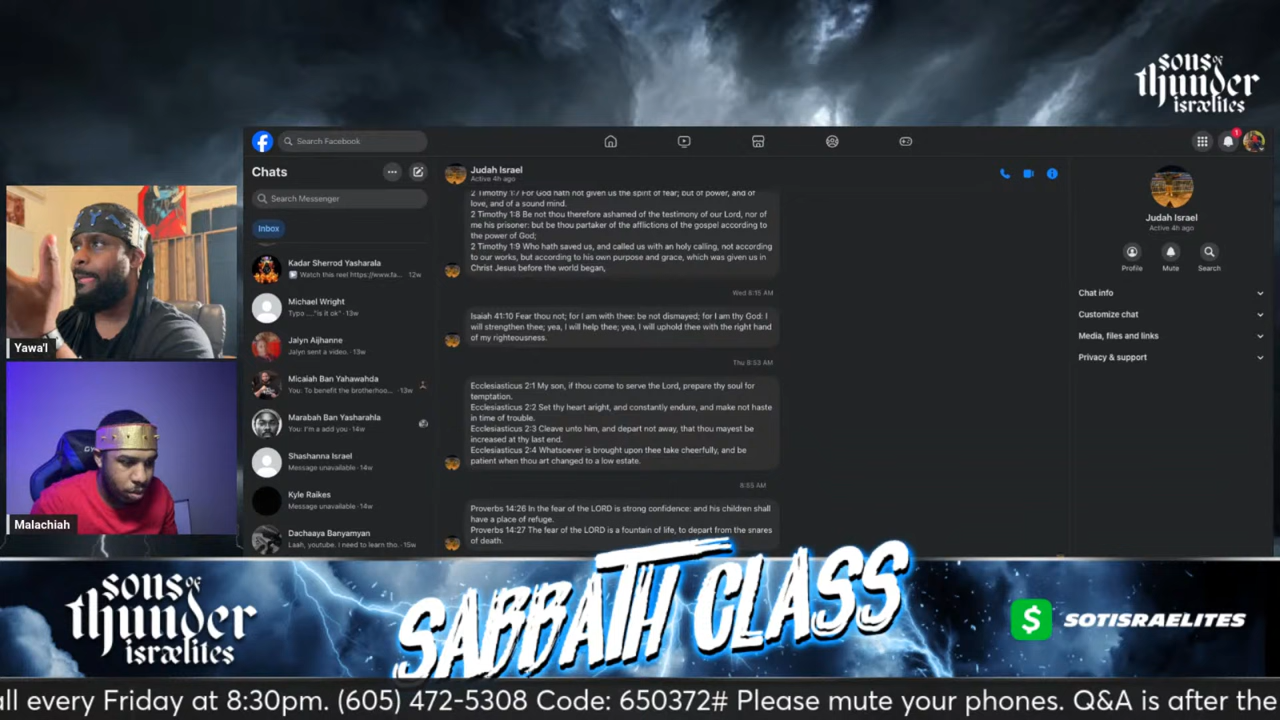 sons of
thunder
israelites
Search Facebook
1
Chats
Search Messenger
Inbox
Kadar Sherrod Yasharala
Watch this reel https://www.fa... · 12w
Michael Wright
Typo ...."is it ok" · 13w
Jalyn Aijhanne
Jalyn sent a video. · 13w
Micaiah Ban Yahawahda
You: To benefit the brotherhoo... · 13w
Marabah Ban Yasharahla
You: I'm a add you · 14w
Shashanna Israel
Message unavailable · 14w
Kyle Raikes
Message unavailable · 14w
Dachaaya Banyamyan
Laah, youtube. I need to learn tho. · 15w
Judah Israel
Active 4h ago
2 Timothy 1:7 For God hath not given us the spirit of fear; but of power, and of
love, and of a sound mind.
2 Timothy 1:8 Be not thou therefore ashamed of the testimony of our Lord, nor of
me his prisoner: but be thou partaker of the afflictions of the gospel according to
the power of God;
2 Timothy 1:9 Who hath saved us, and called us with an holy calling, not according
to our works, but according to his own purpose and grace, which was given us in
Christ Jesus before the world began,
Wed 8:15 AM
Isaiah 41:10 Fear thou not; for I am with thee: be not dismayed; for I am thy God: I
will strengthen thee; yea, I will help thee; yea, I will uphold thee with the right hand
of my righteousness.
Thu 8:53 AM
Ecclesiasticus 2:1 My son, if thou come to serve the Lord, prepare thy soul for
temptation.
Ecclesiasticus 2:2 Set thy heart aright, and constantly endure, and make not haste
in time of trouble.
Ecclesiasticus 2:3 Cleave unto him, and depart not away, that thou mayest be
increased at thy last end.
Ecclesiasticus 2:4 Whatsoever is brought upon thee take cheerfully, and be
patient when thou art changed to a low estate.
8:55 AM
Proverbs 14:26 In the fear of the LORD is strong confidence: and his children shall
have a place of refuge.
Proverbs 14:27 The fear of the LORD is a fountain of life, to depart from the snares
of death.
Judah Israel
Active 4h ago
Profile
Mute
Search
Chat info
Customize chat
Media, files and links
Privacy & support
Yawa'l
Malachiah
sons of
thunder
israelites
SABBATH CLASS
$ SOTISRAELITES
all every Friday at 8:30pm. (605) 472-5308 Code: 650372# Please mute your phones. Q&A is after the